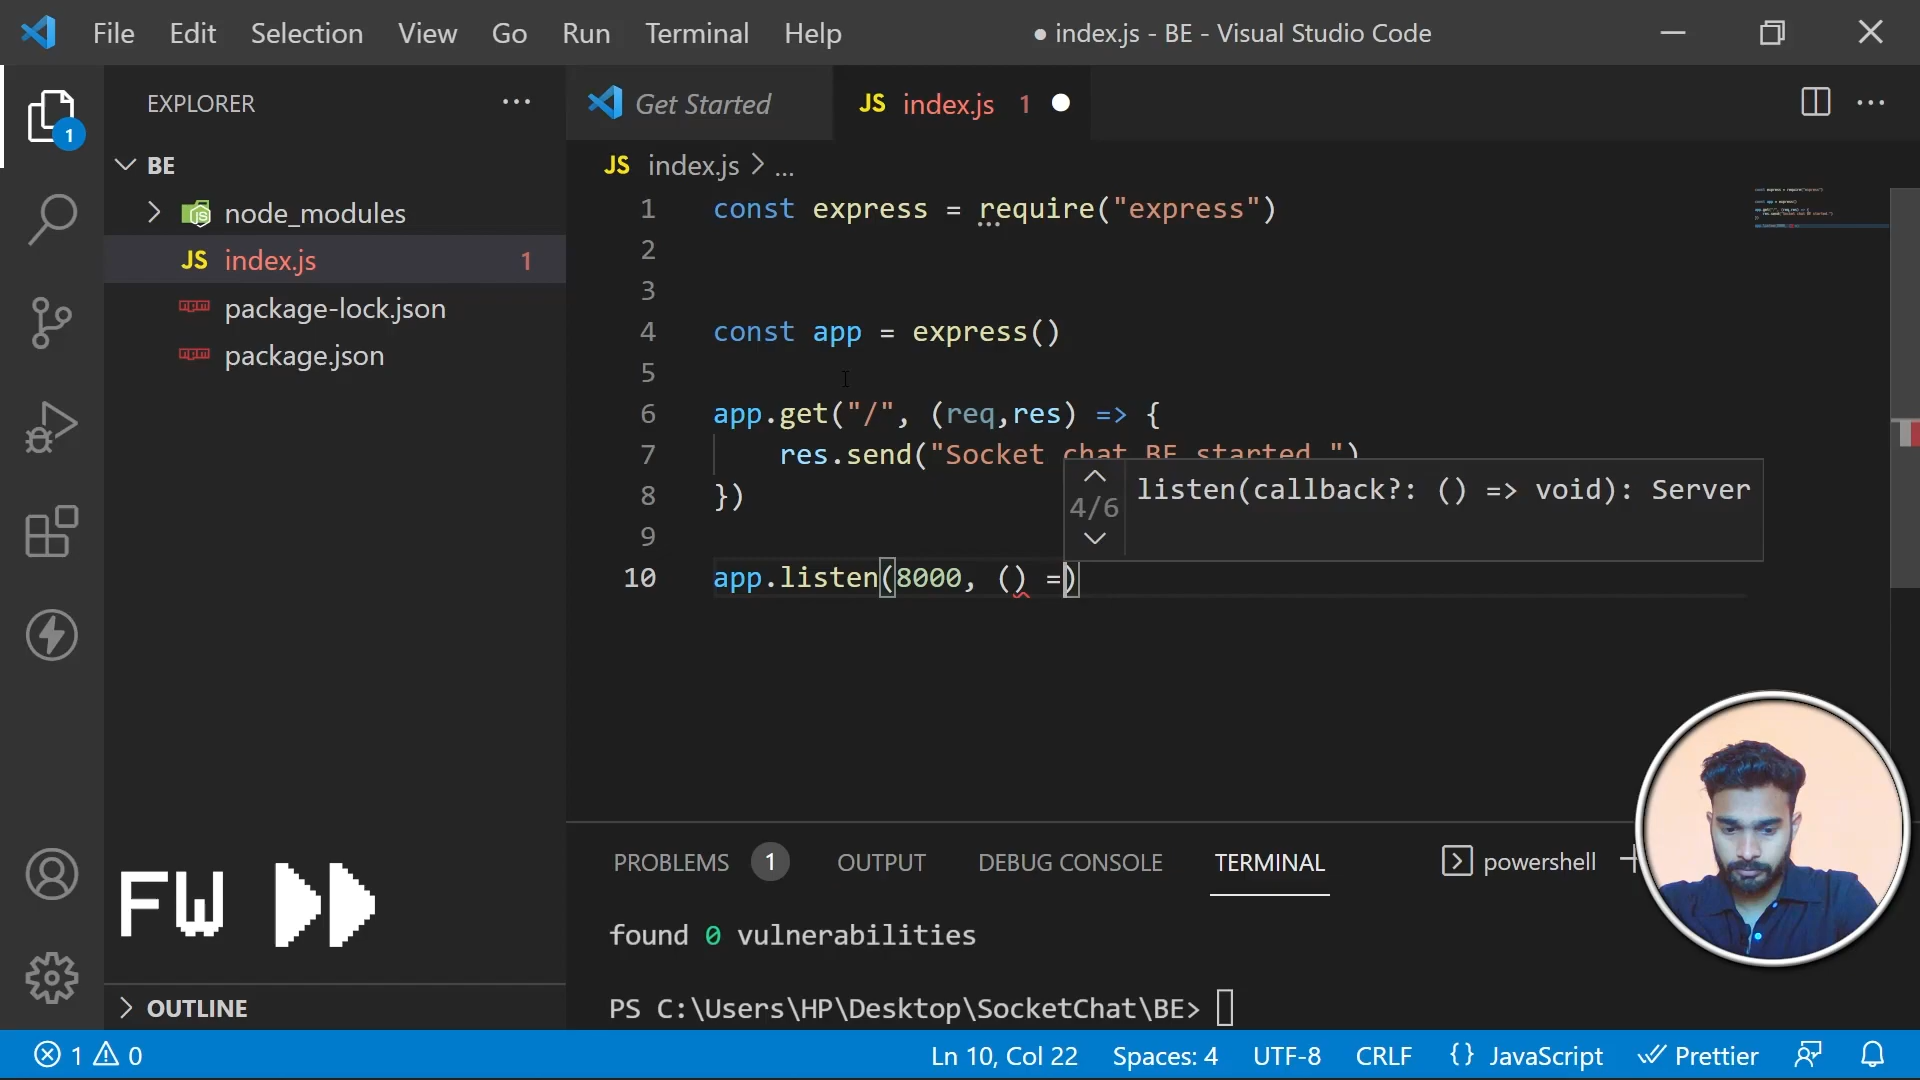 File Edit Selection View Go Run Terminal Help ● index.js - BE - Visual Studio Code
EXPLORER ...
Get Started JS index.js 1
1
BE
JS index.js > ...
node_modules
JS index.js 1
package-lock.json
package.json
1 const express = require("express")
2
3
4 const app = express()
5
6 app.get("/", (req,res) => {
7 res.send("Socket chat BE started ")
8 })
9
10 app.listen(8000, () =)
4/6 listen(callback?: () => void): Server
FW
OUTLINE
PROBLEMS 1 OUTPUT DEBUG CONSOLE TERMINAL powershell +
found 0 vulnerabilities
PS C:\Users\HP\Desktop\SocketChat\BE>
1 0 Ln 10, Col 22 Spaces: 4 UTF-8 CRLF {} JavaScript Prettier